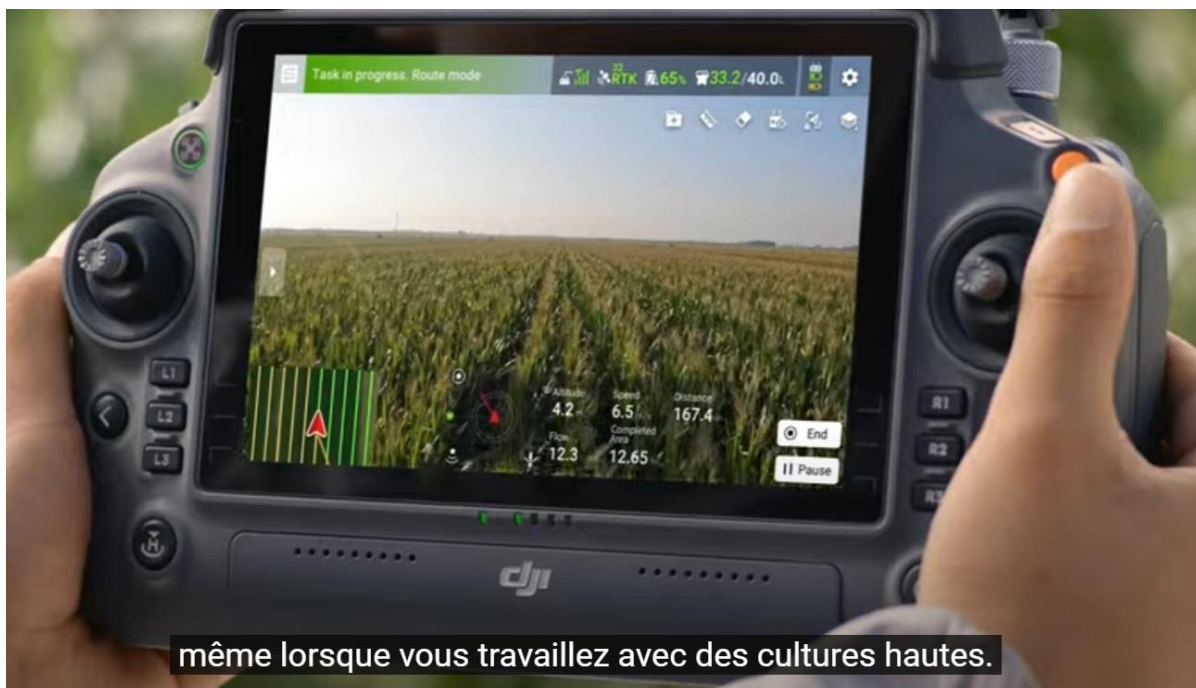 Task in progress. Route mode
22
RTK 65% 33.2/40.0L
Altitude Speed Distance
4.2 6.5 167.4
Flow Completed Area
12.3 12.65
End
Pause
L1
L2
L3
R1
R2
R3
H
dji
même lorsque vous travaillez avec des cultures hautes.